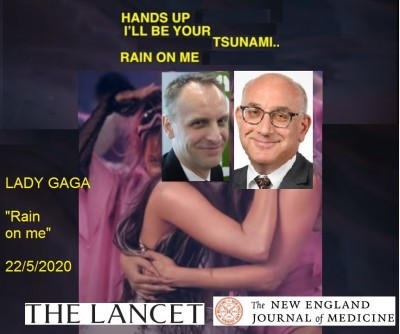 HANDS UP
I'LL BE YOUR
TSUNAMI..
RAIN ON ME
LADY GAGA
"Rain
on me"
22/5/2020
THE LANCET
The NEW ENGLAND
JOURNAL of MEDICINE